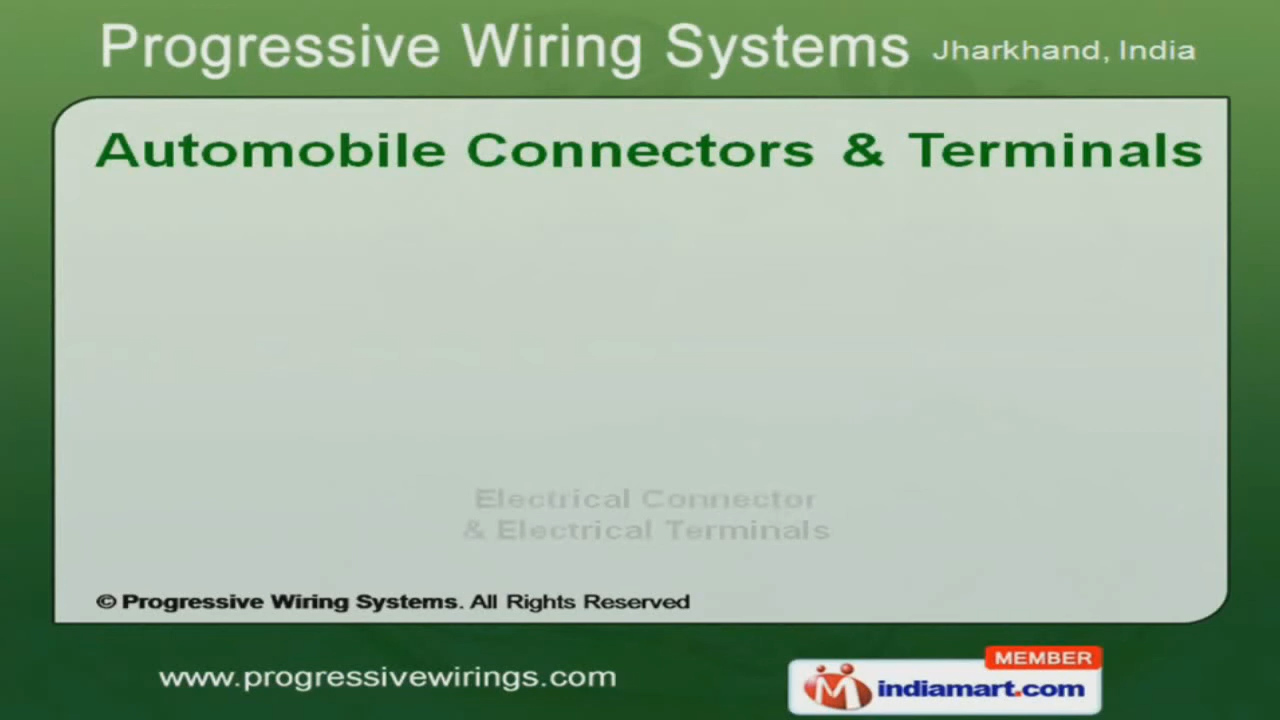 Progressive Wiring Systems Jharkhand, India
Automobile Connectors & Terminals
Electrical Connector
& Electrical Terminals
© Progressive Wiring Systems. All Rights Reserved
www.progressivewirings.com
MEMBER
indiamart.com